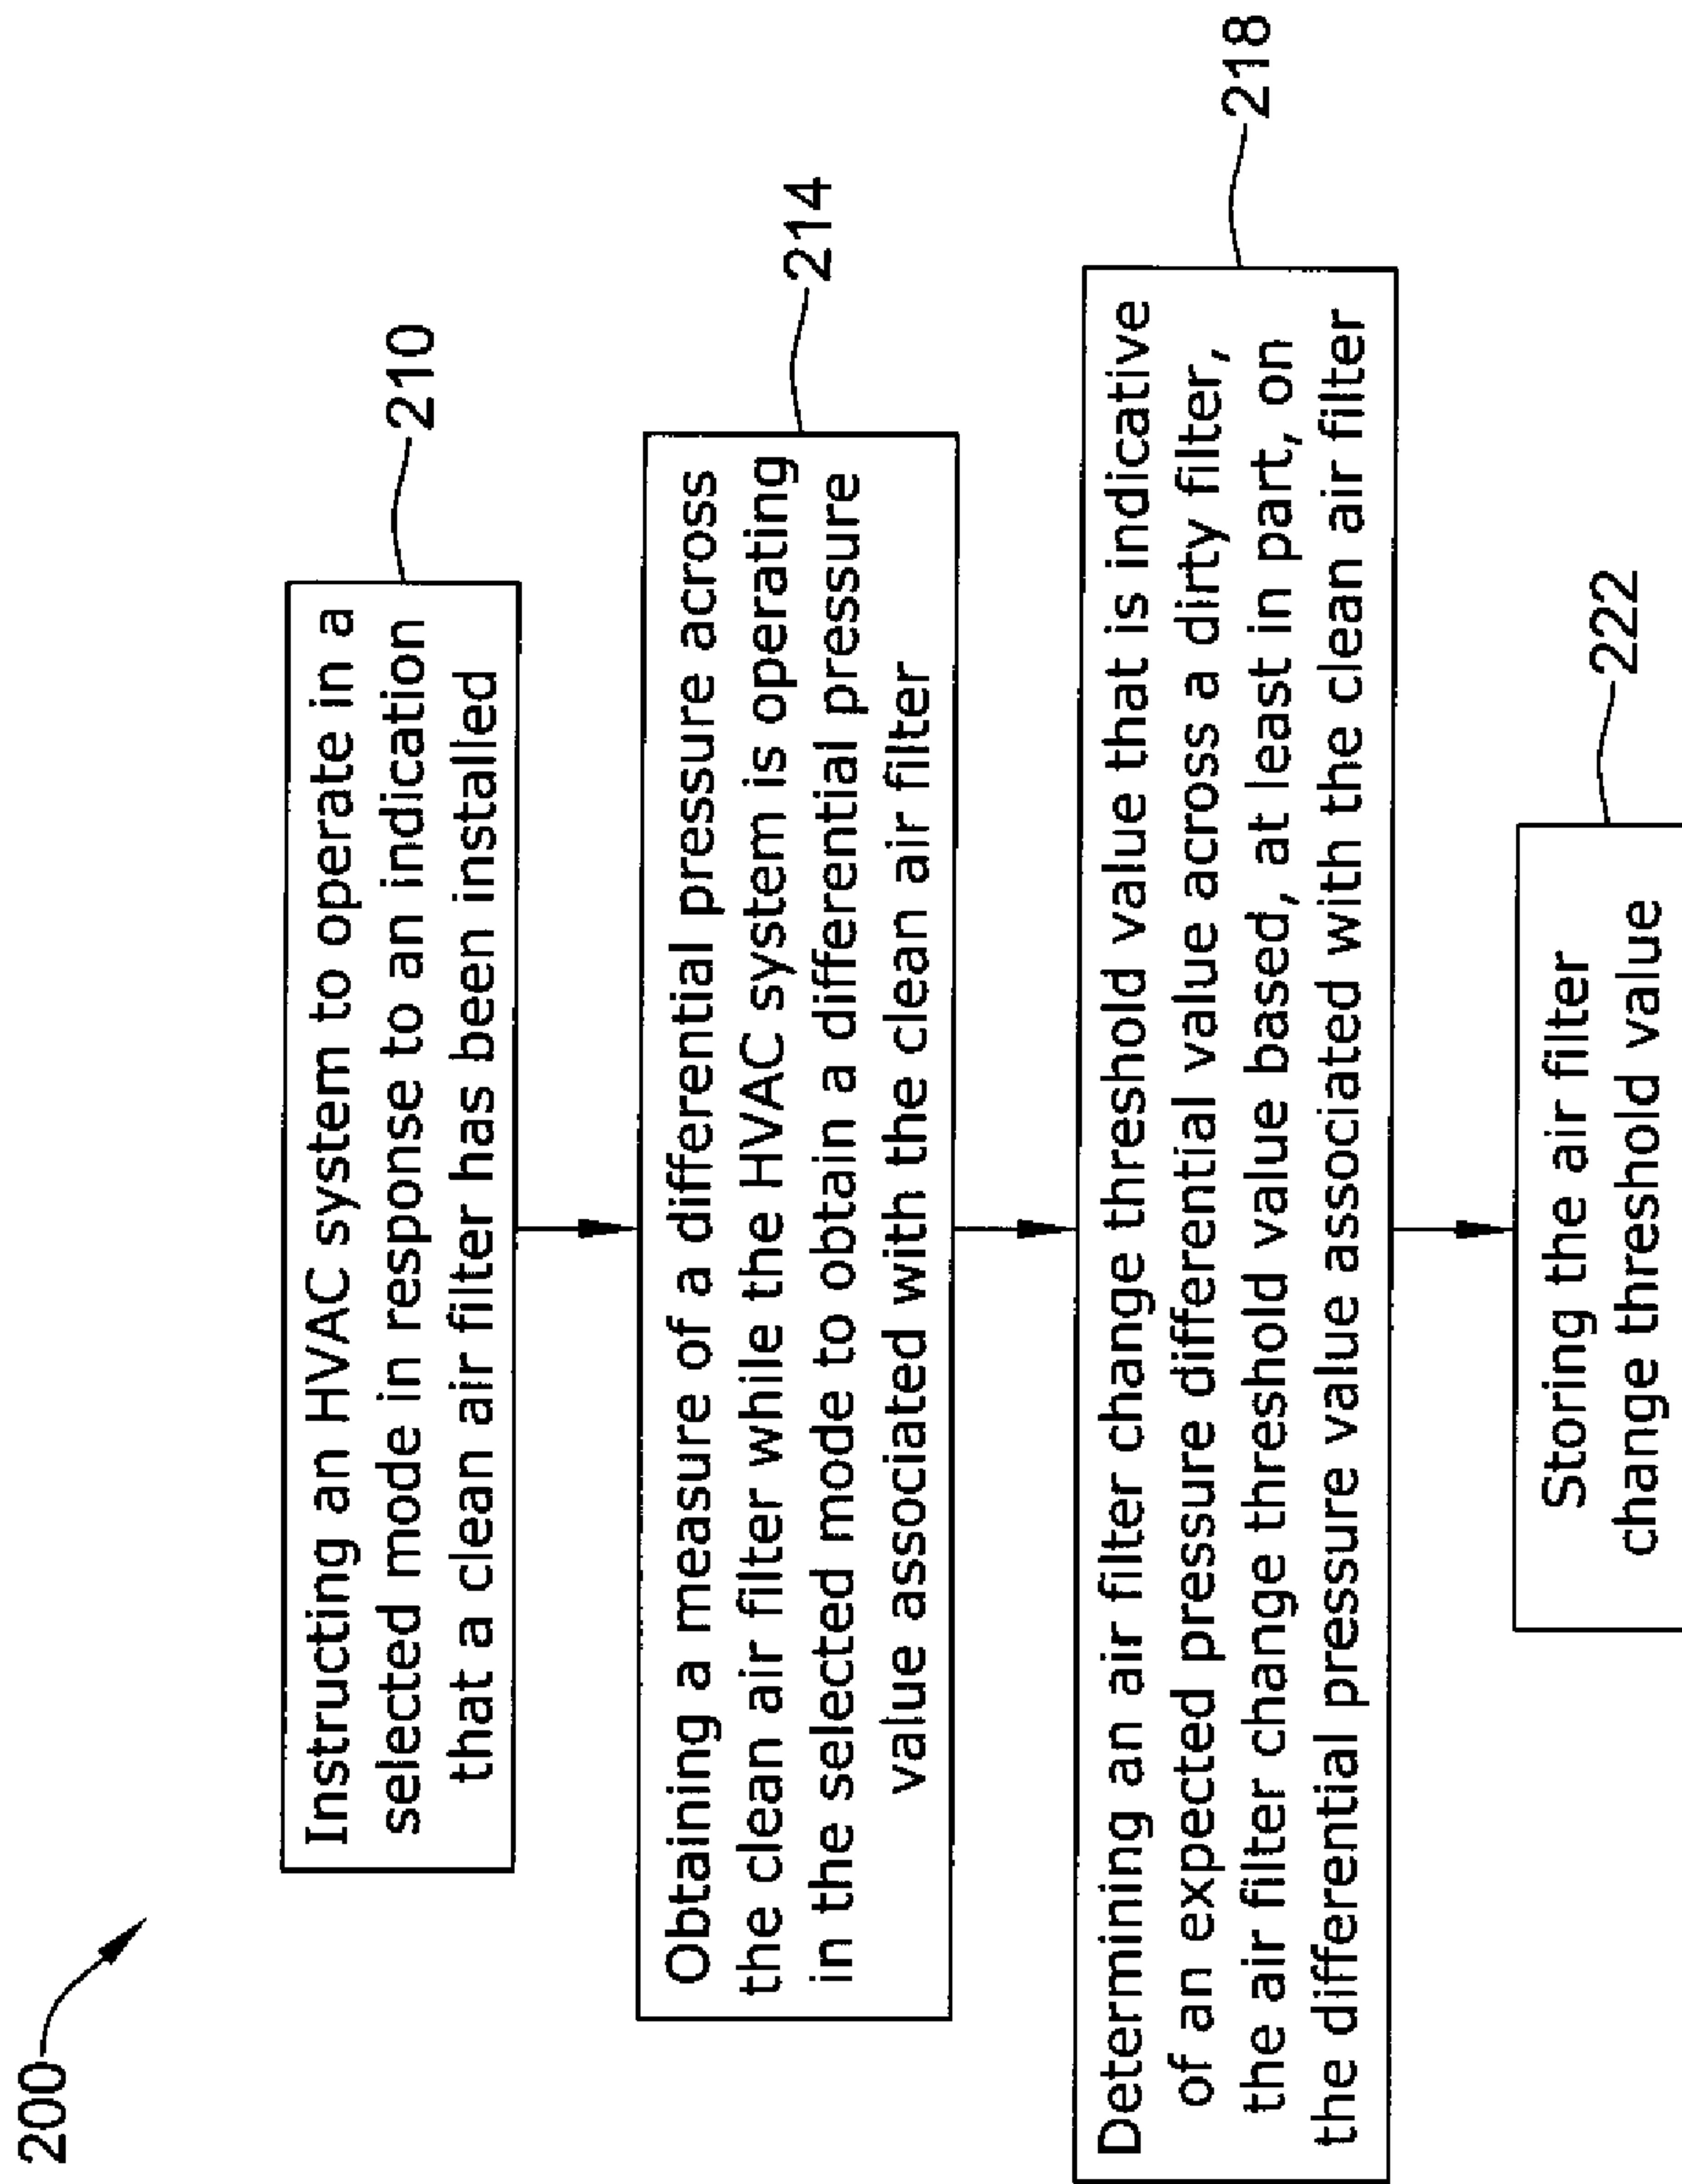 200
Instructing an HVAC system to operate in a
selected mode in response to an indication
that a clean air filter has been installed
210
Obtaining a measure of a differential pressure across
the clean air filter while the HVAC system is operating
in the selected mode to obtain a differential pressure
value associated with the clean air filter
214
Determining an air filter change threshold value that is indicative
of an expected pressure differential value across a dirty filter,
the air filter change threshold value based, at least in part, on
the differential pressure value associated with the clean air filter
218
Storing the air filter
change threshold value
222